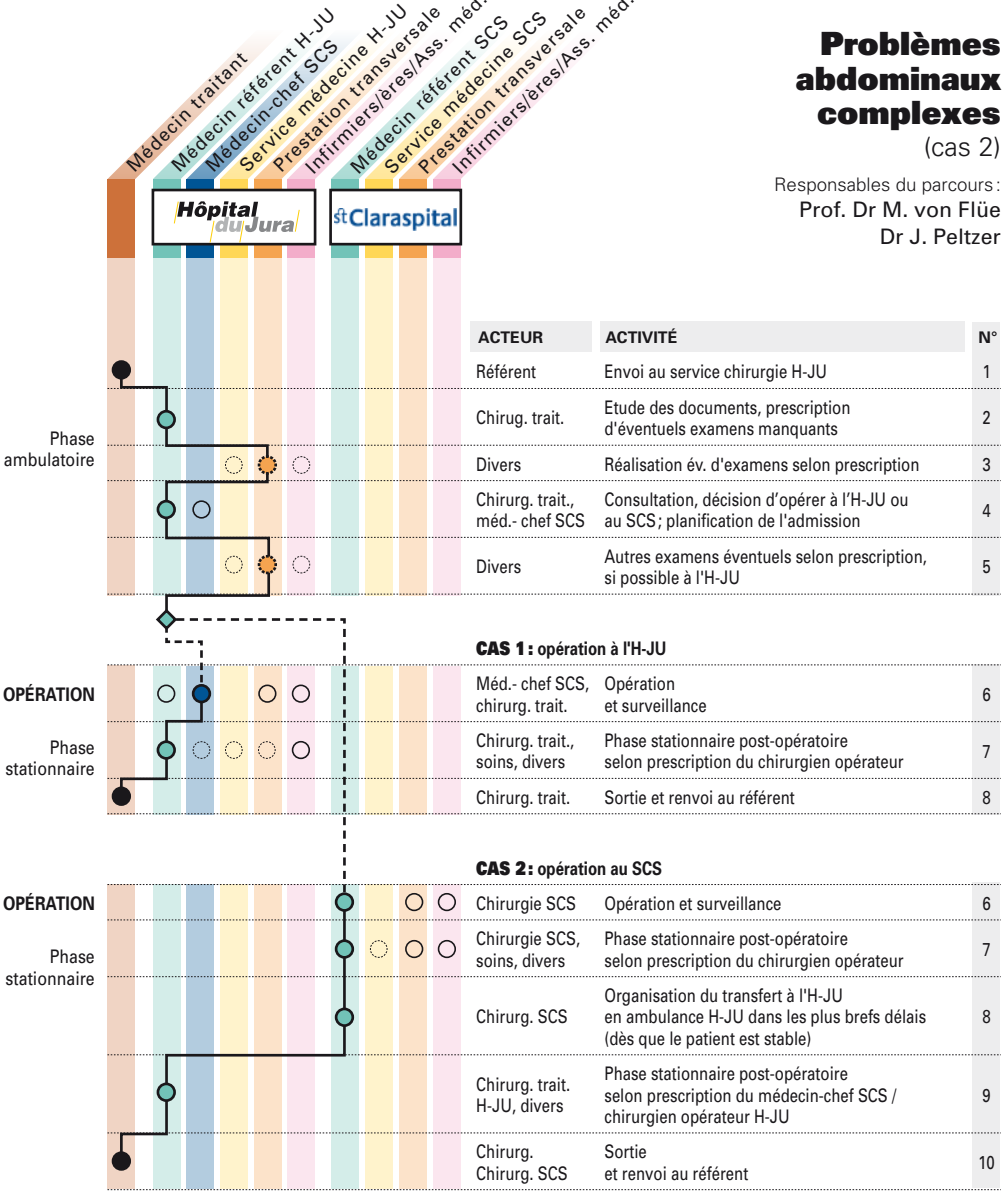 Médecin traitant
Médecin référent H-JU
Médecin-chef SCS
Service médecine H-JU
Prestation transversale
Infirmiers/ères/Ass. méd.
Médecin référent SCS
Service médecine SCS
Prestation transversale
Infirmiers/ères/Ass. méd.
Problèmes
abdominaux
complexes
(cas 2)
Responsables du parcours:
Prof. Dr M. von Flüe
Dr J. Peltzer
Hôpital
du Jura
St Claraspital
ACTEUR ACTIVITÉ N°
Référent Envoi au service chirurgie H-JU 1
Phase
ambulatoire
Chirug. trait. Etude des documents, prescription
d'éventuels examens manquants 2
Divers Réalisation év. d'examens selon prescription 3
Chirurg. trait., Consultation, décision d'opérer à l'H-JU ou
méd.- chef SCS au SCS; planification de l'admission 4
Divers Autres examens éventuels selon prescription,
si possible à l'H-JU 5
CAS 1: opération à l'H-JU
OPÉRATION Méd.- chef SCS, Opération
chirurg. trait. et surveillance 6
Phase
stationnaire
Chirurg. trait., Phase stationnaire post-opératoire
soins, divers selon prescription du chirurgien opérateur 7
Chirurg. trait. Sortie et renvoi au référent 8
CAS 2: opération au SCS
OPÉRATION Chirurgie SCS Opération et surveillance 6
Phase
stationnaire
Chirurgie SCS, Phase stationnaire post-opératoire
soins, divers selon prescription du chirurgien opérateur 7
Chirurg. SCS Organisation du transfert à l'H-JU
en ambulance H-JU dans les plus brefs délais
(dès que le patient est stable) 8
Chirurg. trait. Phase stationnaire post-opératoire
H-JU, divers selon prescription du médecin-chef SCS /
chirurgien opérateur H-JU 9
Chirurg. Sortie
Chirurg. SCS et renvoi au référent 10